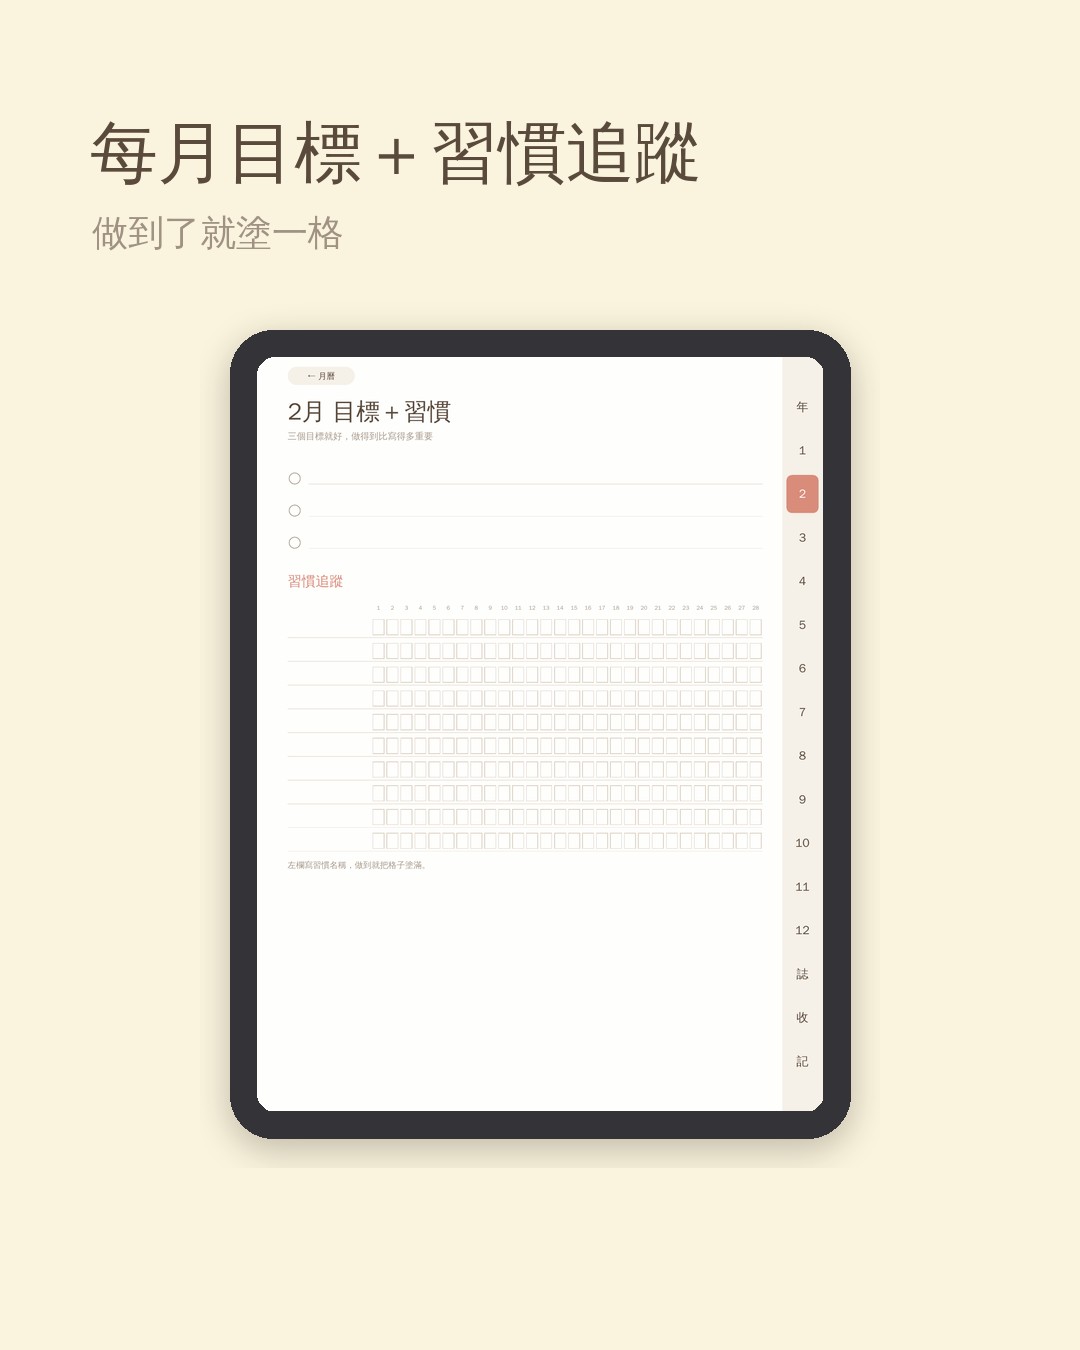 每月目標＋習慣追蹤
做到了就塗一格
← 月曆
2月 目標＋習慣
三個目標就好，做得到比寫得多重要
習慣追蹤
1 2 3 4 5 6 7 8 9 10 11 12 13 14 15 16 17 18 19 20 21 22 23 24 25 26 27 28
左欄寫習慣名稱，做到就把格子塗滿。
年
1
2
3
4
5
6
7
8
9
10
11
12
誌
收
記